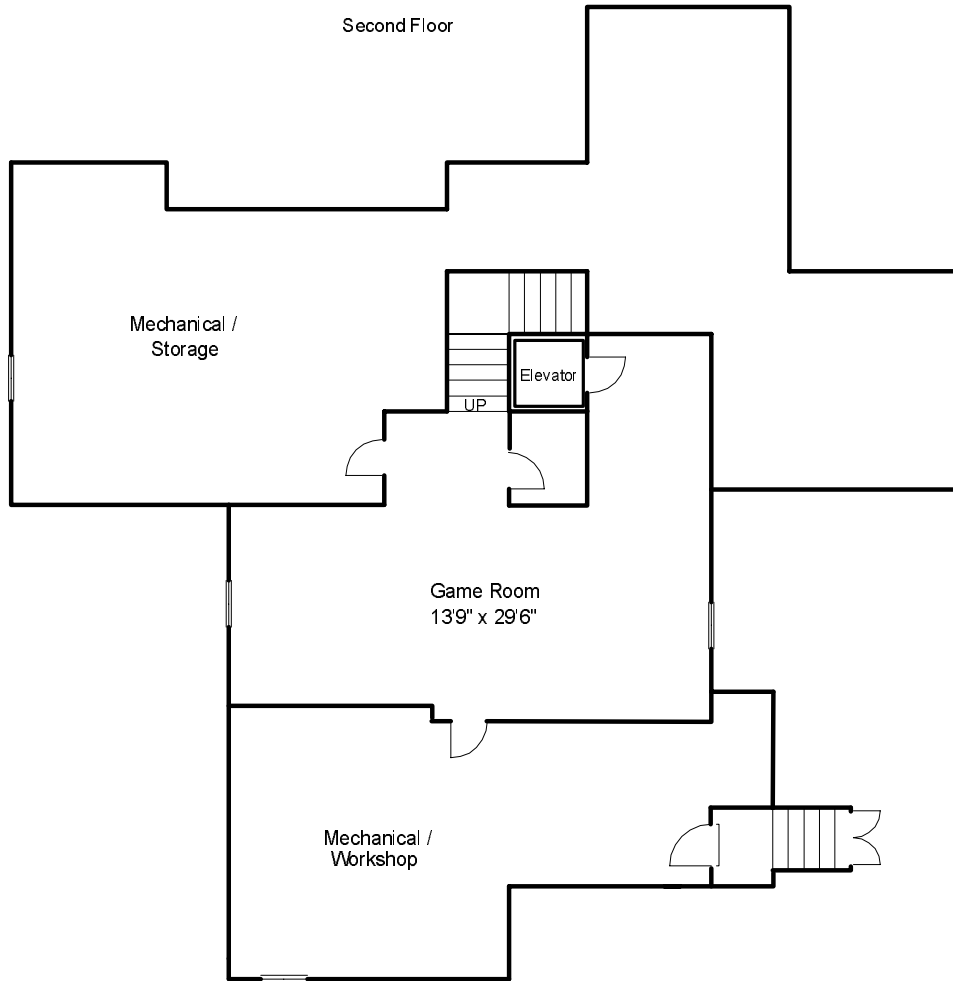 Second Floor
Mechanical /
Storage
Elevator
UP
Game Room
13'9" x 29'6"
Mechanical /
Workshop